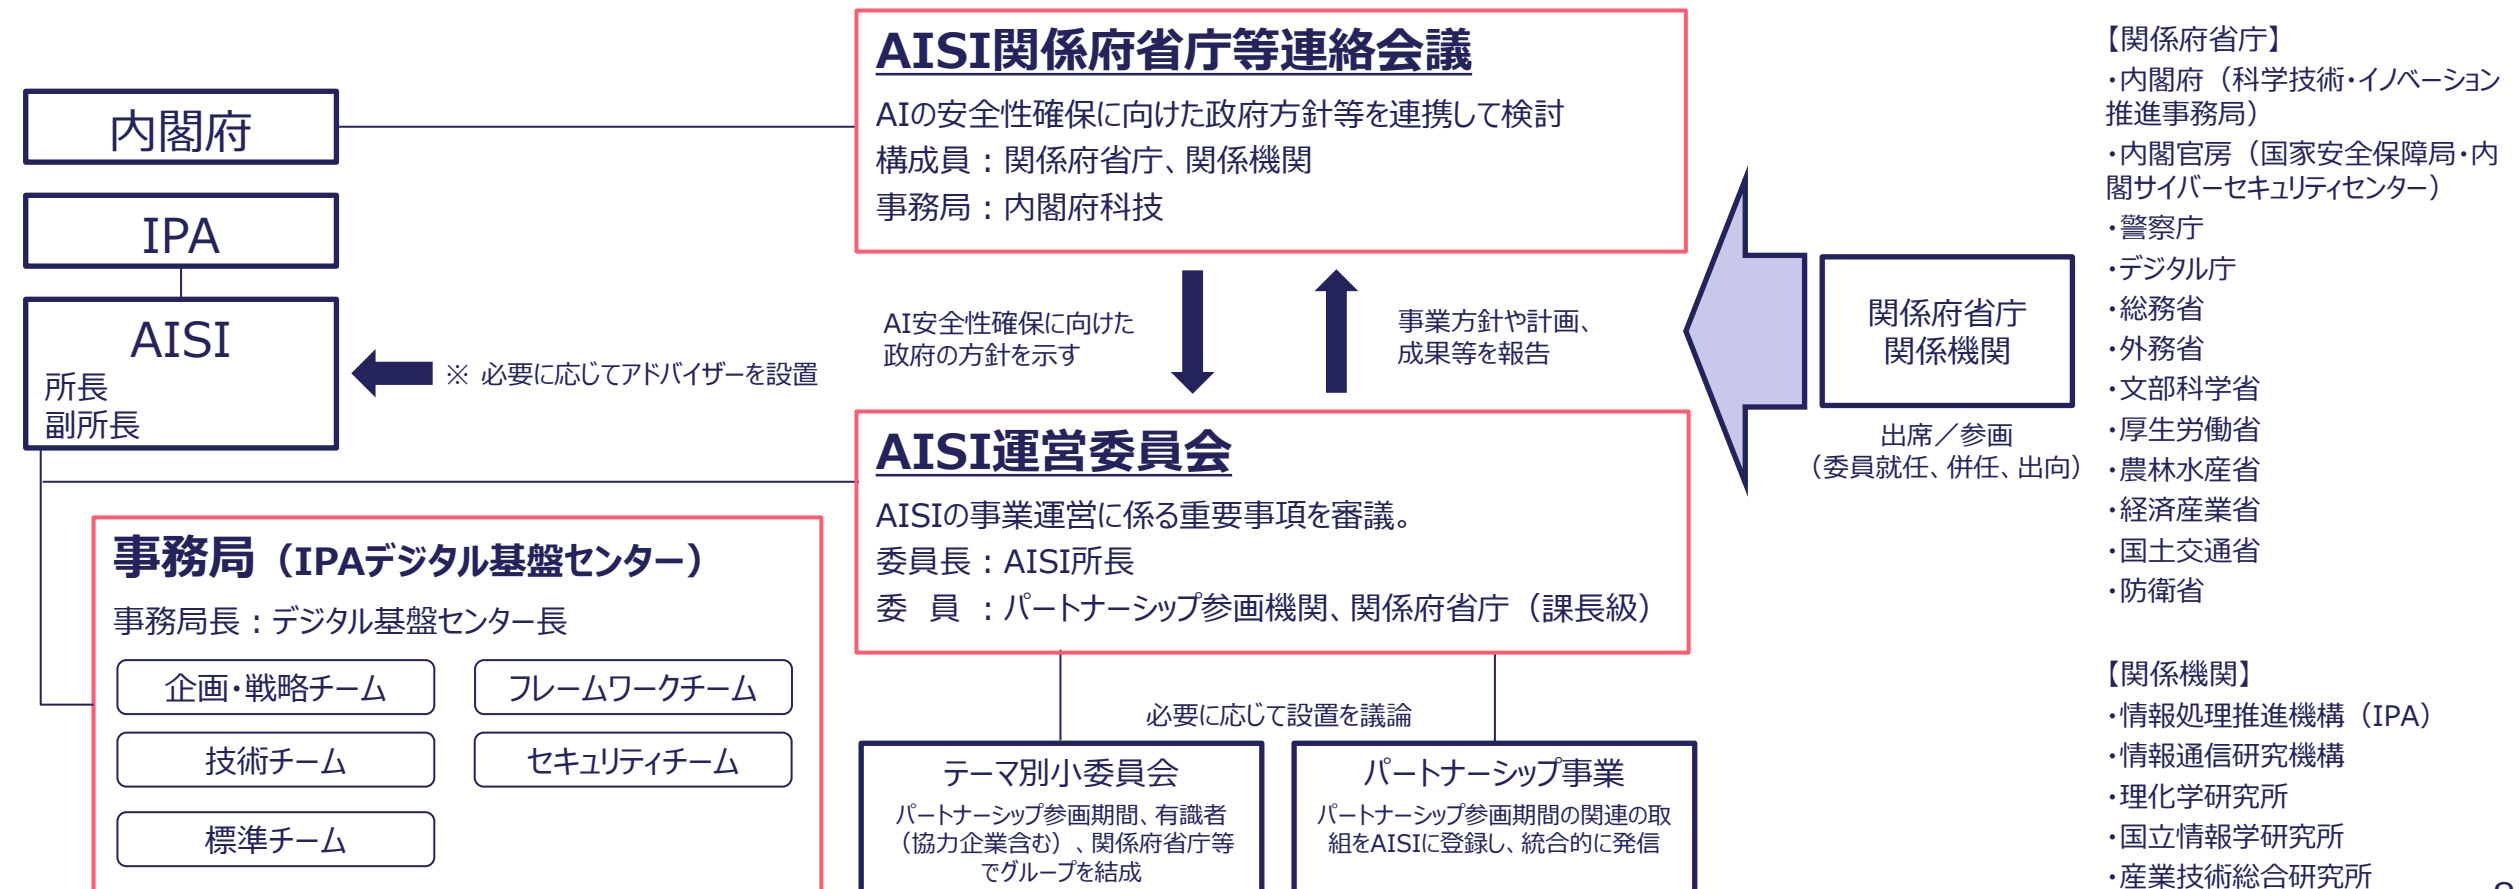 内閣府
IPA
AISI
所長
副所長
※ 必要に応じてアドバイザーを設置
AISI関係府省庁等連絡会議
AIの安全性確保に向けた政府方針等を連携して検討
構成員：関係府省庁、関係機関
事務局：内閣府科技
AI安全性確保に向けた
政府の方針を示す
事業方針や計画、
成果等を報告
AISI運営委員会
AISIの事業運営に係る重要事項を審議。
委員長：AISI所長
委　員　：パートナーシップ参画機関、関係府省庁（課長級）
事務局（IPAデジタル基盤センター）
事務局長：デジタル基盤センター長
企画・戦略チーム
フレームワークチーム
技術チーム
セキュリティチーム
標準チーム
必要に応じて設置を議論
テーマ別小委員会
パートナーシップ参画期間、有識者
（協力企業含む）、関係府省庁等
でグループを結成
パートナーシップ事業
パートナーシップ参画期間の関連の取
組をAISIに登録し、統合的に発信
関係府省庁
関係機関
出席／参画
（委員就任、併任、出向）
【関係府省庁】
・内閣府（科学技術・イノベーション
推進事務局）
・内閣官房（国家安全保障局・内
閣サイバーセキュリティセンター）
・警察庁
・デジタル庁
・総務省
・外務省
・文部科学省
・厚生労働省
・農林水産省
・経済産業省
・国土交通省
・防衛省
【関係機関】
・情報処理推進機構（IPA）
・情報通信研究機構
・理化学研究所
・国立情報学研究所
・産業技術総合研究所